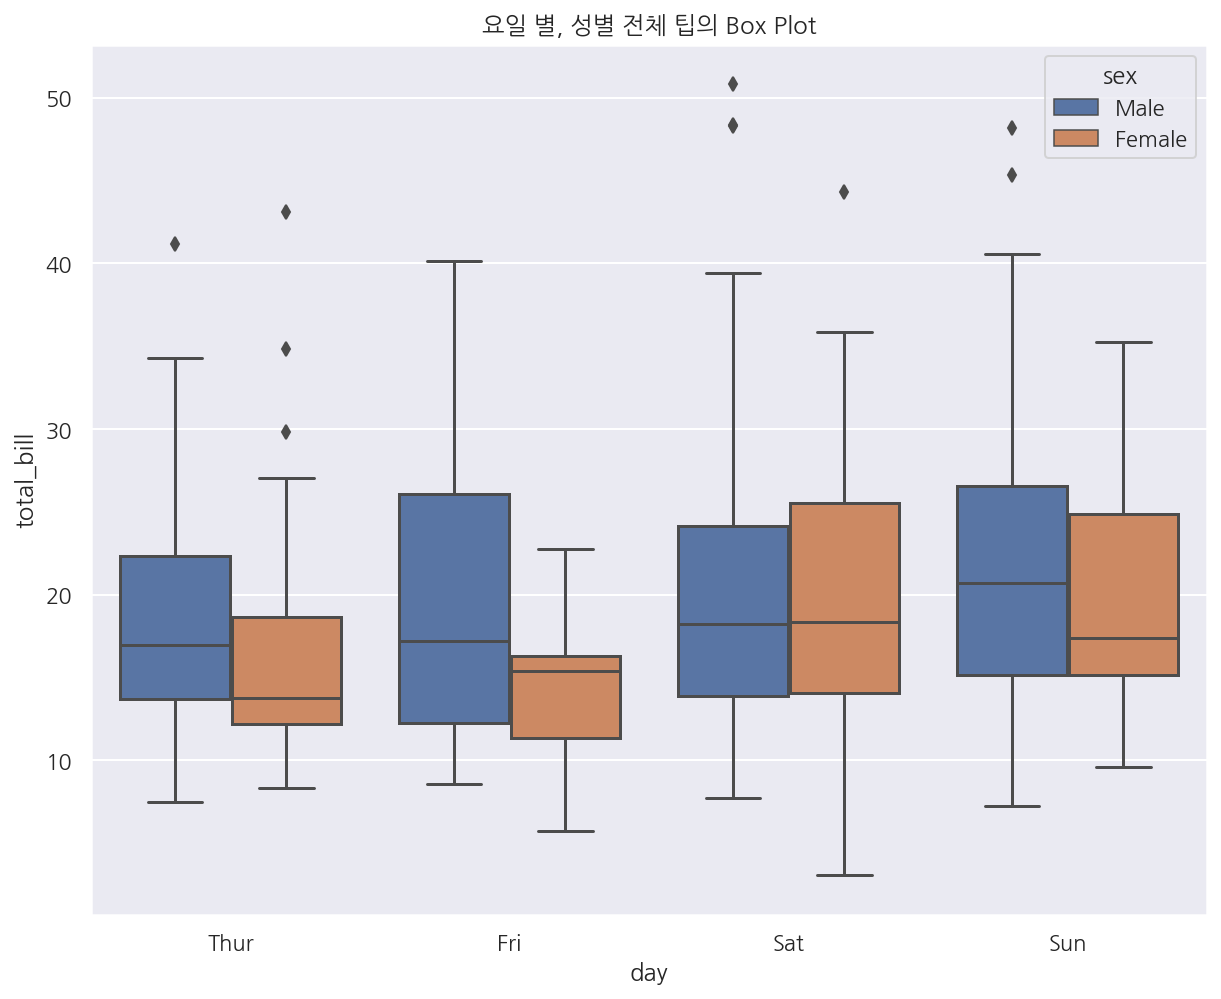 요일 별, 성별 전체 팁의 Box Plot
sex
Male
Female
50
40
30
20
10
total_bill
Thur
Fri
Sat
Sun
day